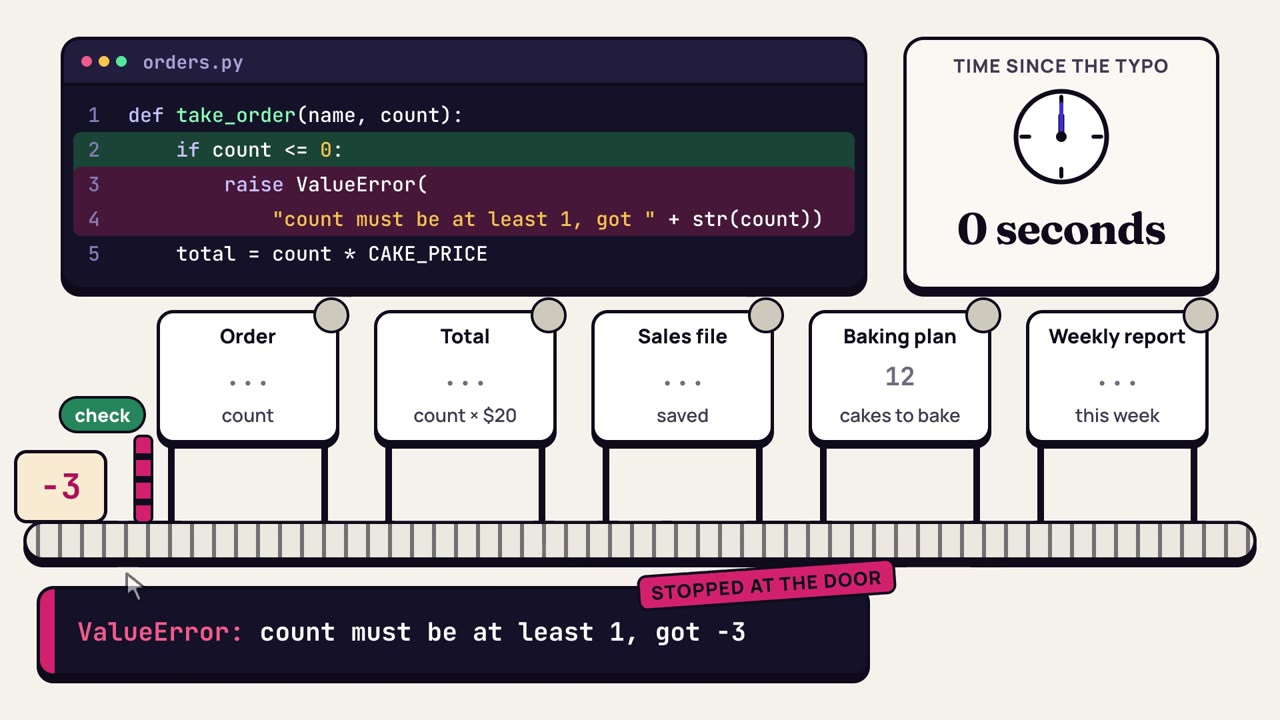 orders.py
1 def take_order(name, count):
2 if count <= 0:
3 raise ValueError(
4 "count must be at least 1, got " + str(count))
5 total = count * CAKE_PRICE
TIME SINCE THE TYPO
0 seconds
Order
...
count
Total
...
count × $20
Sales file
...
saved
Baking plan
12
cakes to bake
Weekly report
...
this week
check
-3
STOPPED AT THE DOOR
ValueError: count must be at least 1, got -3